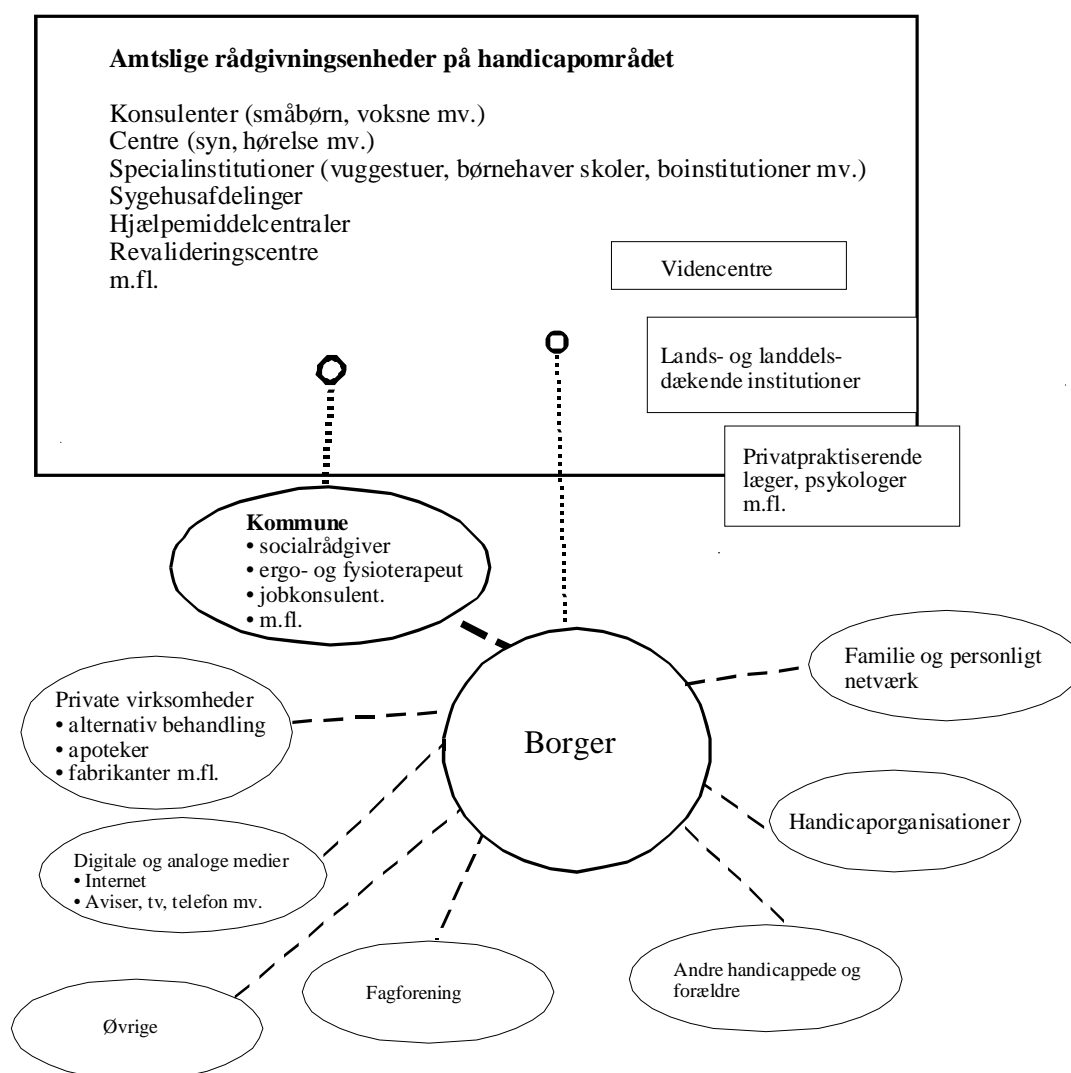 Amtslige rådgivningsenheder på handicapområdet
Konsulenter (småbørn, voksne mv.)
Centre (syn, hørelse mv.)
Specialinstitutioner (vuggestuer, børnehaver skoler, boinstitutioner mv.)
Sygehusafdelinger
Hjælpemiddelcentraler
Revalideringscentre
m.fl.
Videncentre
Lands- og landdels-
dækende institutioner
Privatpraktiserende
læger, psykologer
m.fl.
Kommune
• socialrådgiver
• ergo- og fysioterapeut
• jobkonsulent.
• m.fl.
Familie og personligt
netværk
Private virksomheder
• alternativ behandling
• apoteker
• fabrikanter m.fl.
Borger
Handicaporganisationer
Digitale og analoge medier
• Internet
• Aviser, tv, telefon mv.
Andre handicappede og
forældre
Fagforening
Øvrige